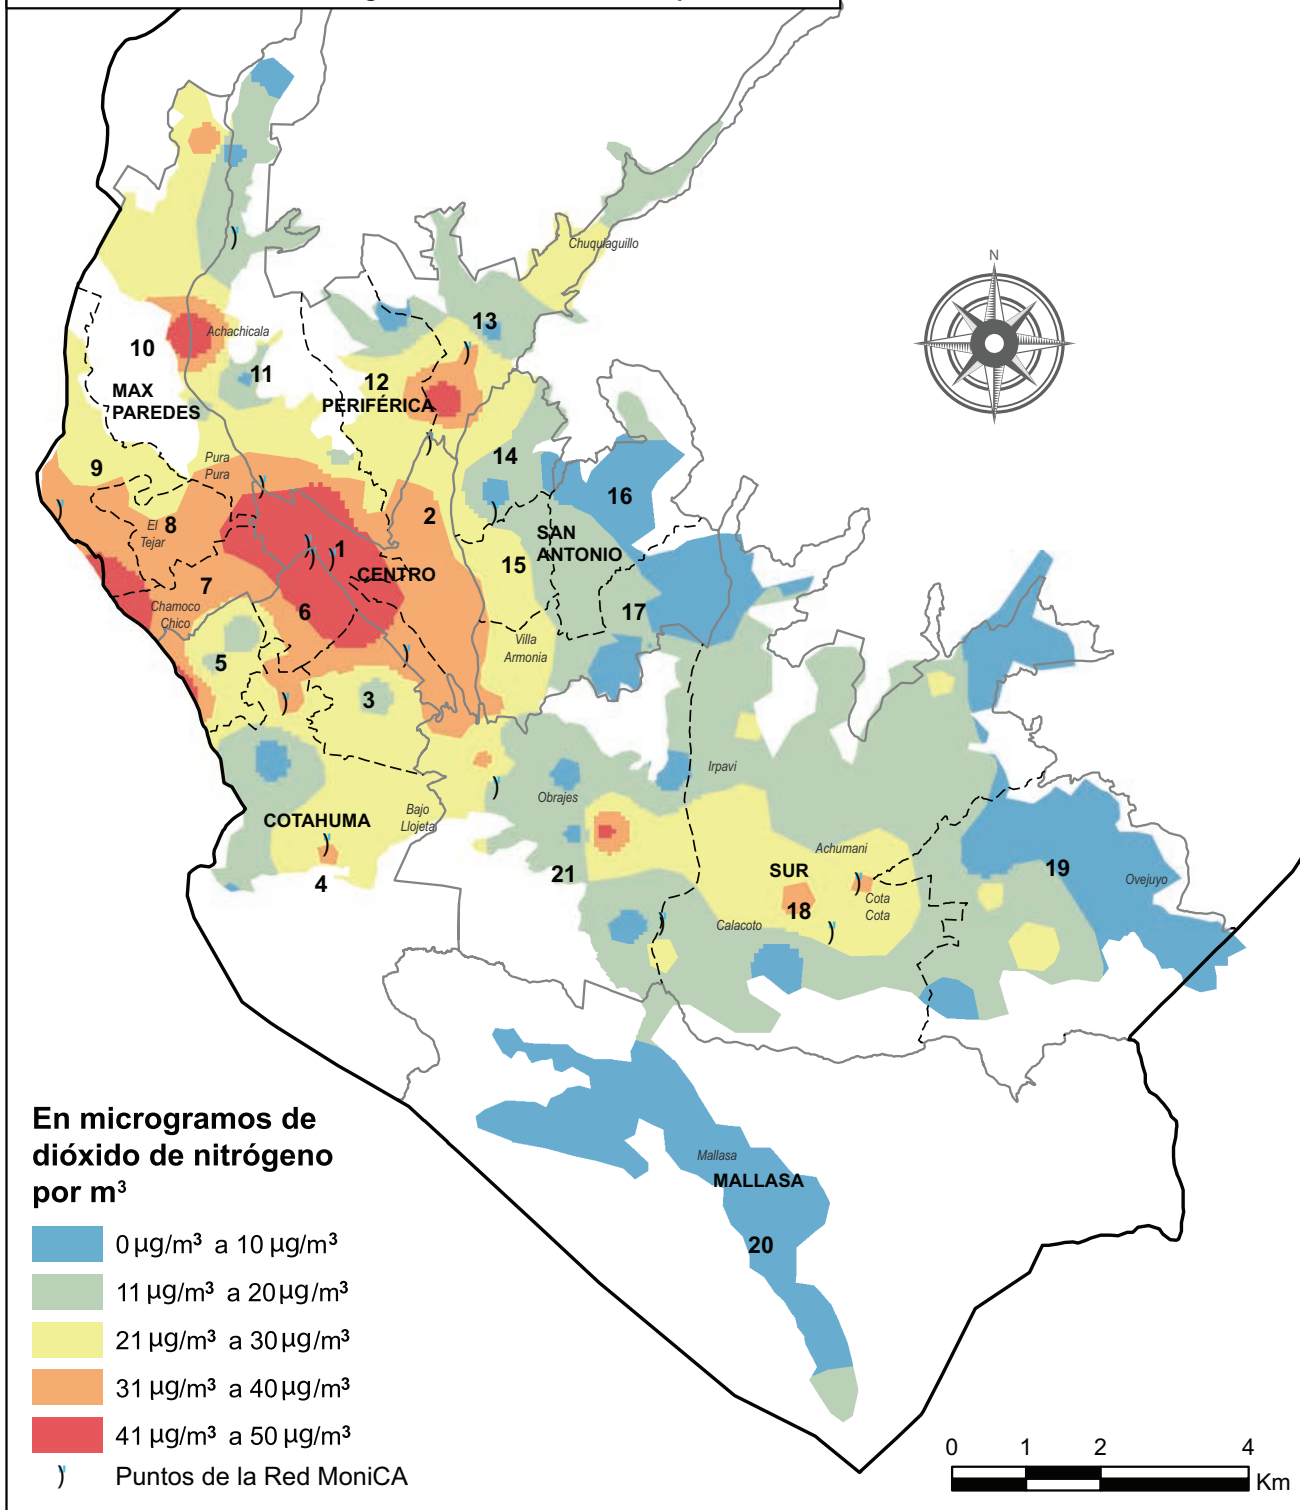 N
Chuquiaguillo
13
Achachicala
10
11
12
MAX
PAREDES
PERIFÉRICA
Pura
Pura
9
14
16
El
Tejar
8
2
SAN
ANTONIO
1
CENTRO
15
7
Chamoco
Chico
6
17
Villa
Armonia
5
3
Irpavi
Obrajes
COTAHUMA
Bajo
Llojeta
4
21
Achumani
SUR
18
Cota
Cota
Calacoto
19
Ovejuyo
Mallasa
MALLASA
20
En microgramos de
dióxido de nitrógeno
por m³
0 µg/m³ a 10 µg/m³
11 µg/m³ a 20 µg/m³
21 µg/m³ a 30 µg/m³
31 µg/m³ a 40 µg/m³
41 µg/m³ a 50 µg/m³
Puntos de la Red MoniCA
0 1 2 4
Km